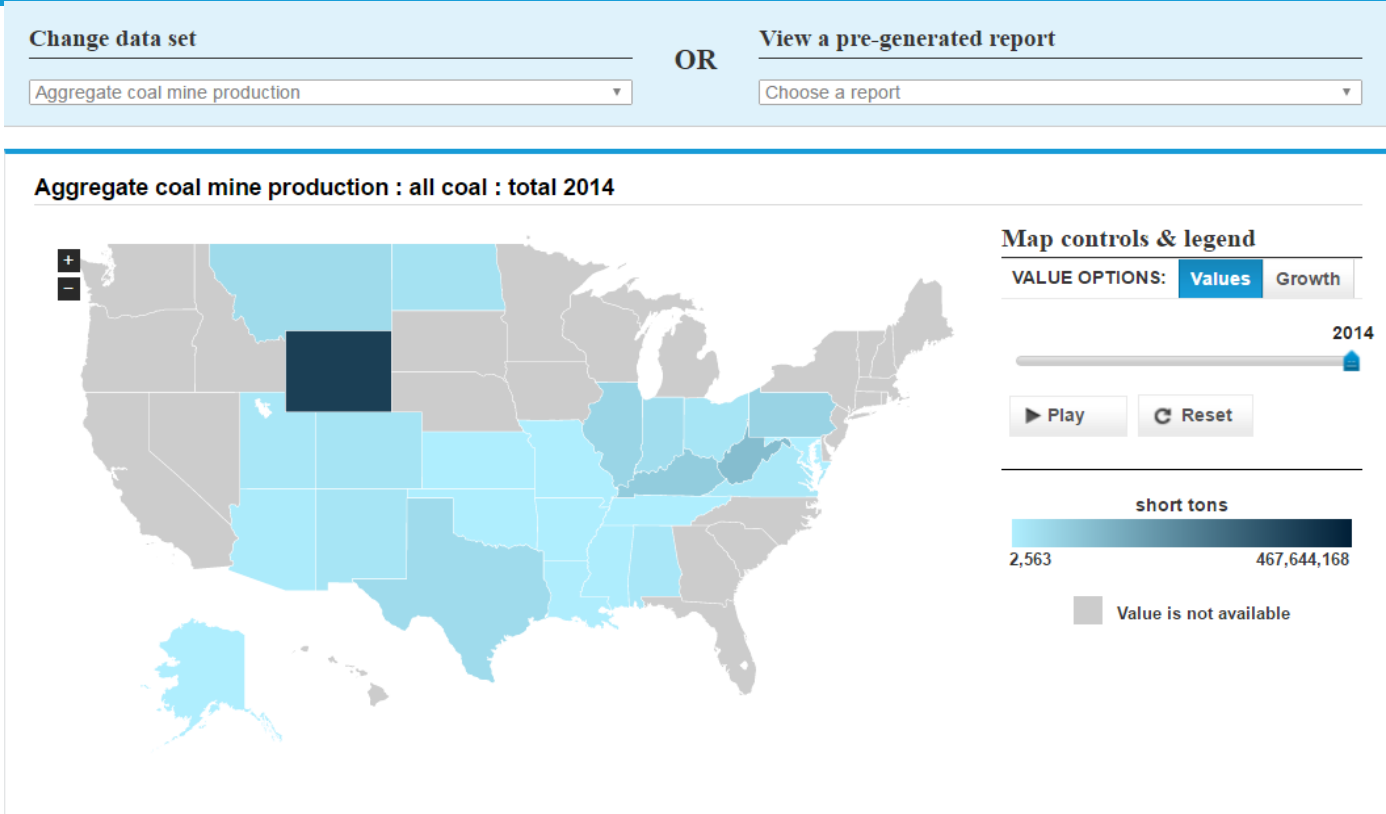 Change data set
OR
View a pre-generated report
Aggregate coal mine production
Choose a report
Aggregate coal mine production : all coal : total 2014
+
−
Map controls & legend
VALUE OPTIONS: Values Growth
2014
Play Reset
short tons
2,563 467,644,168
Value is not available